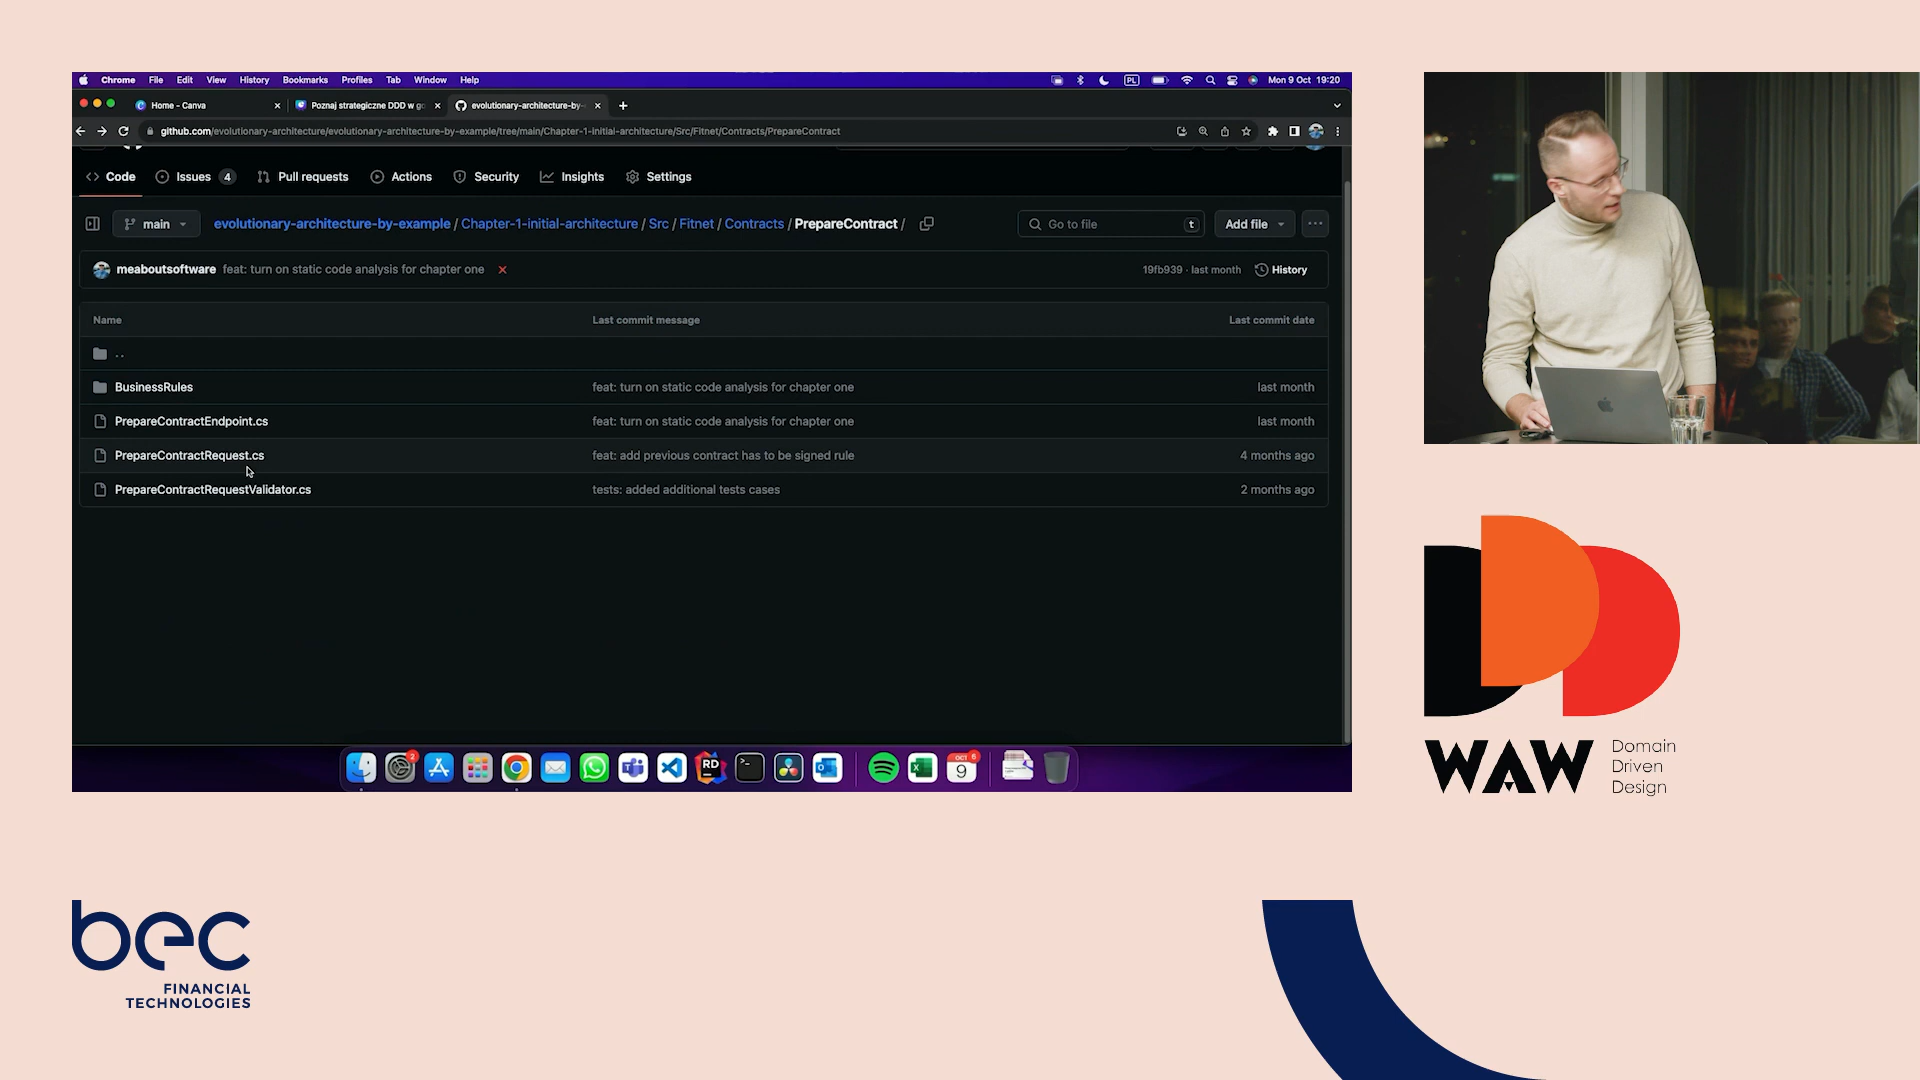 Chrome File Edit View History Bookmarks Profiles Tab Window Help
PL Mon 9 Oct 19:20
Home - Canva
Poznaj strategiczne DDD w go
evolutionary-architecture-by-
github.com/evolutionary-architecture/evolutionary-architecture-by-example/tree/main/Chapter-1-initial-architecture/Src/Fitnet/Contracts/PrepareContract
Code Issues 4 Pull requests Actions Security Insights Settings
main evolutionary-architecture-by-example / Chapter-1-initial-architecture / Src / Fitnet / Contracts / PrepareContract / Go to file t Add file
meaboutsoftware feat: turn on static code analysis for chapter one 19fb939 · last month History
Name Last commit message Last commit date
..
BusinessRules feat: turn on static code analysis for chapter one last month
PrepareContractEndpoint.cs feat: turn on static code analysis for chapter one last month
PrepareContractRequest.cs feat: add previous contract has to be signed rule 4 months ago
PrepareContractRequestValidator.cs tests: added additional tests cases 2 months ago
2
RD
OCT
9
WAW
Domain
Driven
Design
bec
FINANCIAL
TECHNOLOGIES